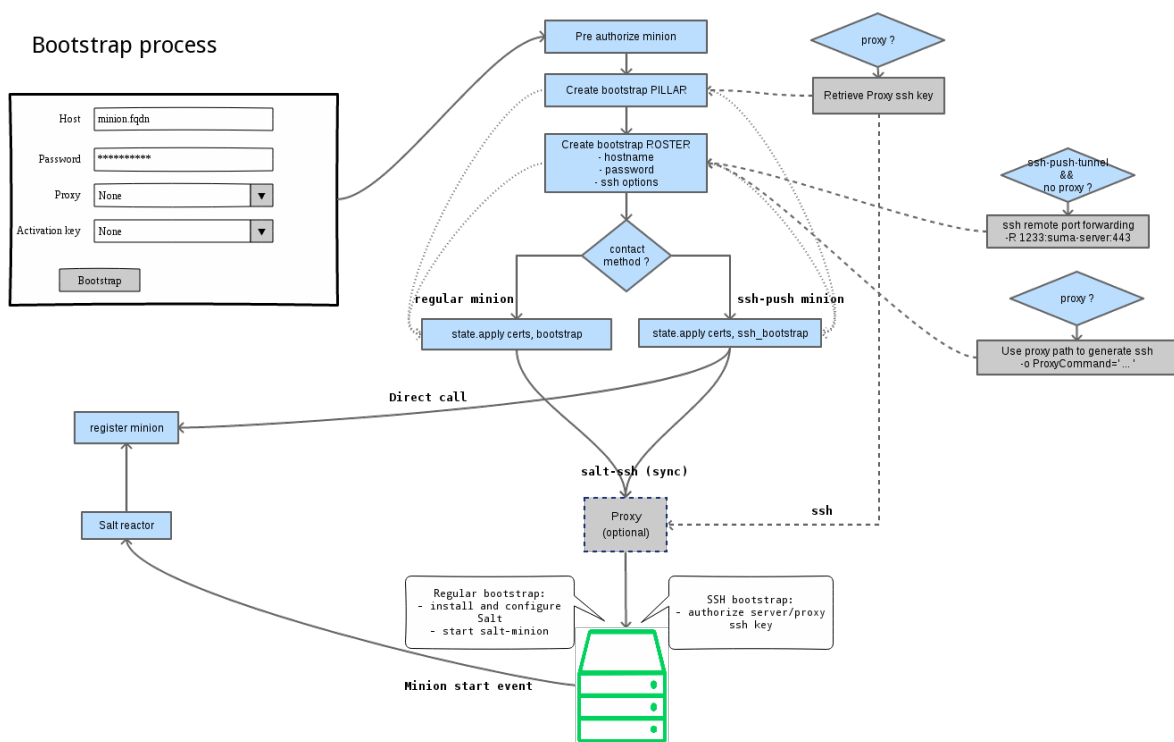 Bootstrap process
Host
minion.fqdn
Password
**********
Proxy
None
Activation key
None
Bootstrap
Pre authorize minion
Create bootstrap PILLAR
Create bootstrap ROSTER
- hostname
- password
- ssh options
contact
method ?
regular minion
ssh-push minion
state.apply certs, bootstrap
state.apply certs, ssh_bootstrap
proxy ?
Retrieve Proxy ssh key
ssh-push-tunnel
&&
no proxy ?
ssh remote port forwarding
-R 1233:suma-server:443
proxy ?
Use proxy path to generate ssh
-o ProxyCommand=' ... '
Direct call
register minion
Salt reactor
salt-ssh (sync)
Proxy
(optional)
ssh
Regular bootstrap:
- install and configure
Salt
- start salt-minion
SSH bootstrap:
- authorize server/proxy
ssh key
Minion start event